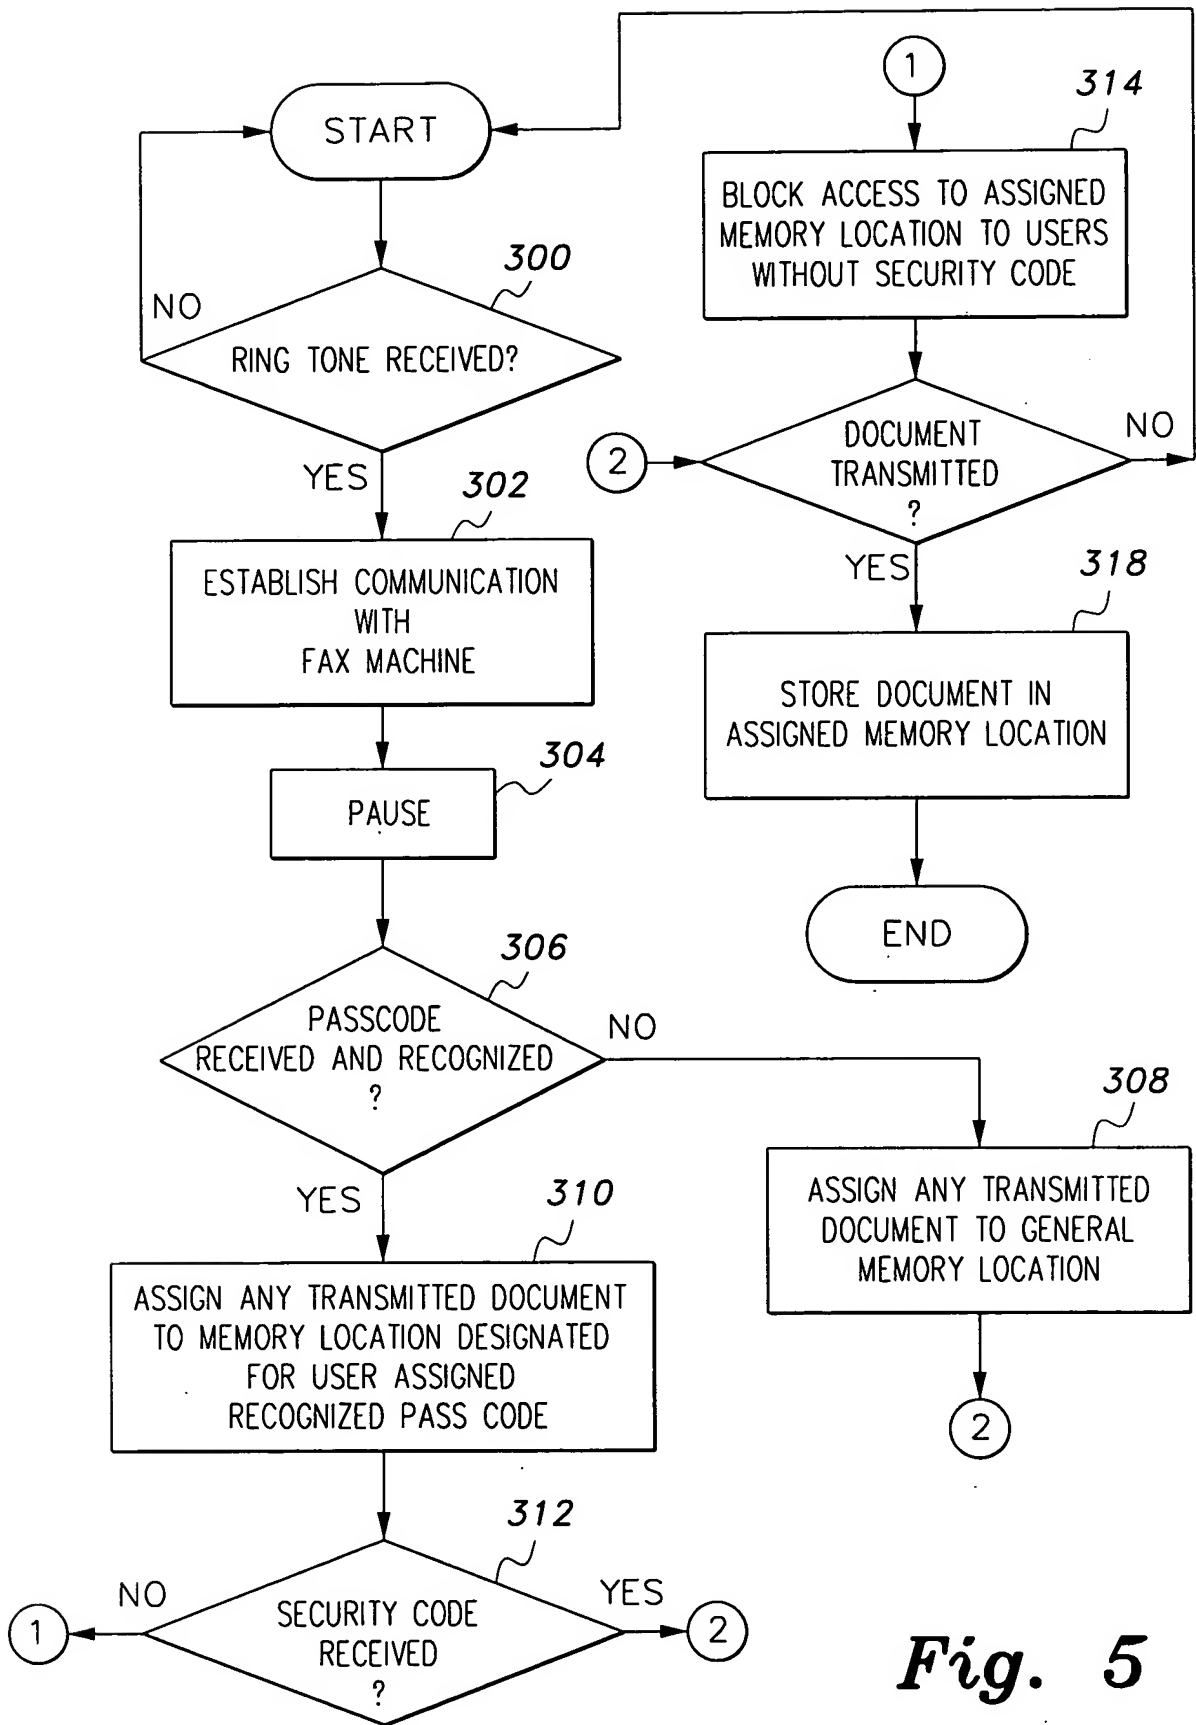 START
300
NO
RING TONE RECEIVED?
YES
302
ESTABLISH COMMUNICATION
WITH
FAX MACHINE
304
PAUSE
306
PASSCODE
RECEIVED AND RECOGNIZED
?
NO
YES
308
ASSIGN ANY TRANSMITTED
DOCUMENT TO GENERAL
MEMORY LOCATION
2
310
ASSIGN ANY TRANSMITTED DOCUMENT
TO MEMORY LOCATION DESIGNATED
FOR USER ASSIGNED
RECOGNIZED PASS CODE
312
NO
YES
1
SECURITY CODE
RECEIVED
?
2
1
314
BLOCK ACCESS TO ASSIGNED
MEMORY LOCATION TO USERS
WITHOUT SECURITY CODE
2
DOCUMENT
TRANSMITTED
?
NO
YES
318
STORE DOCUMENT IN
ASSIGNED MEMORY LOCATION
END
Fig. 5